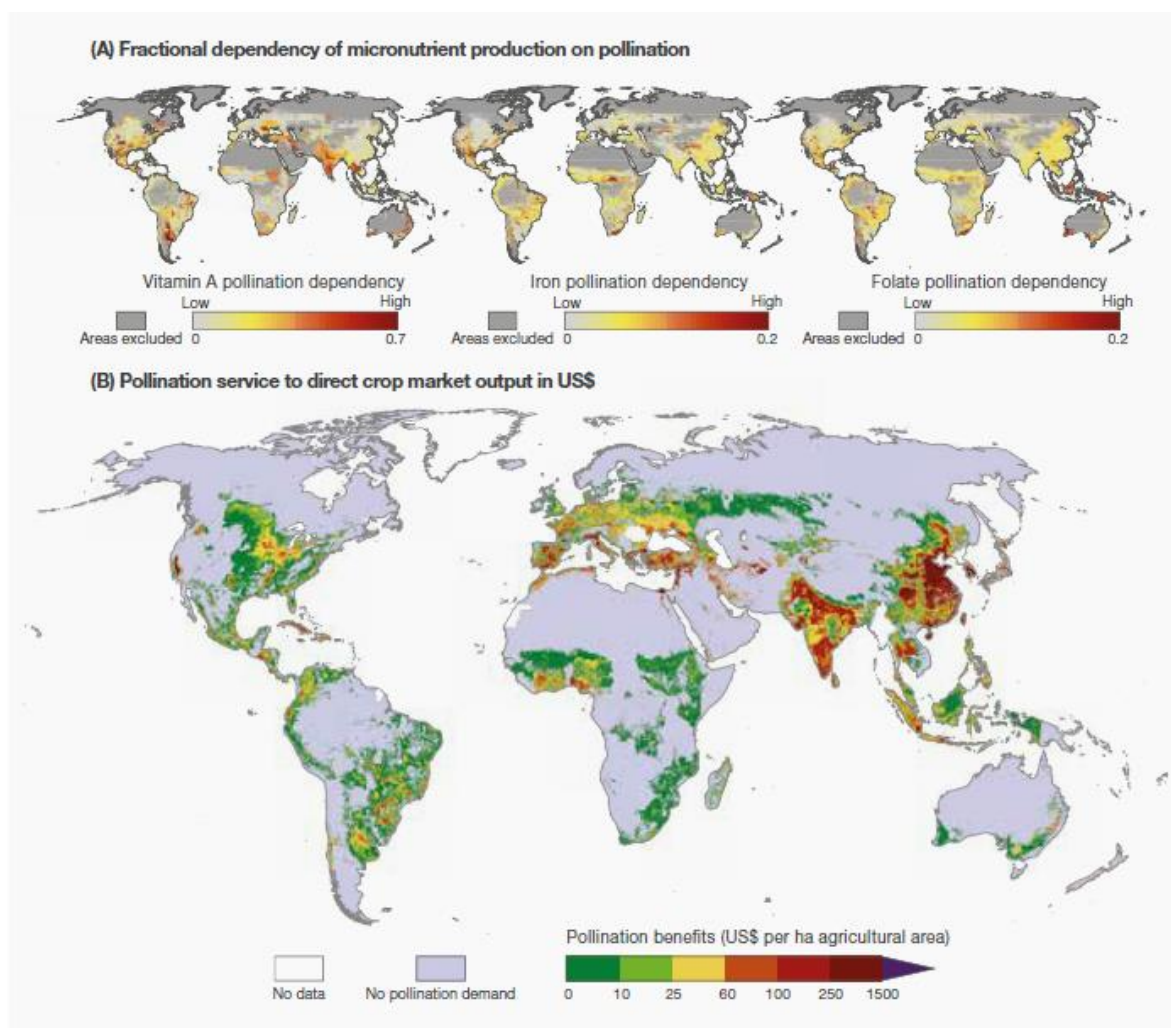 (A) Fractional dependency of micronutrient production on pollination
Vitamin A pollination dependency
Low High
Areas excluded 0 0.7
Iron pollination dependency
Low High
Areas excluded 0 0.2
Folate pollination dependency
Low High
Areas excluded 0 0.2
(B) Pollination service to direct crop market output in US$
No data
No pollination demand
Pollination benefits (US$ per ha agricultural area)
0 10 25 60 100 250 1500